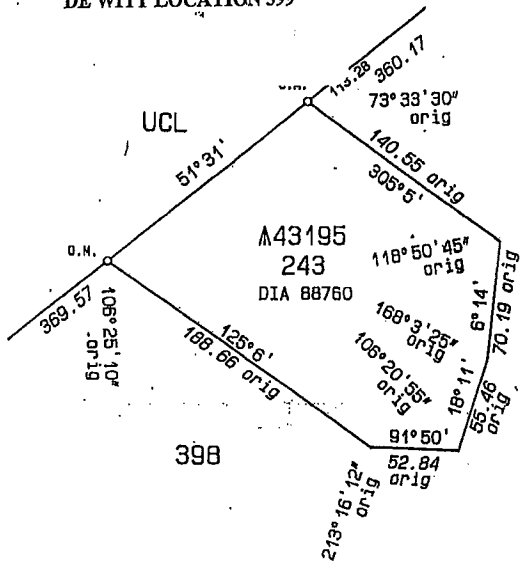 DE WITT LOCATION 399
O.M.
113.28
360.17
73°33'30"
orig
UCL
51°31'
140.55 orig
305°5'
A43195
243
DIA 88760
118°50'45"
orig
6°14'
70.19 orig
O.M.
369.57
106°25'10"
orig
125°6'
188.66 orig
168°3'25"
orig
106°20'55"
orig
18°11'
55.46
orig
91°50'
52.84
orig
398
213°16'12"
orig